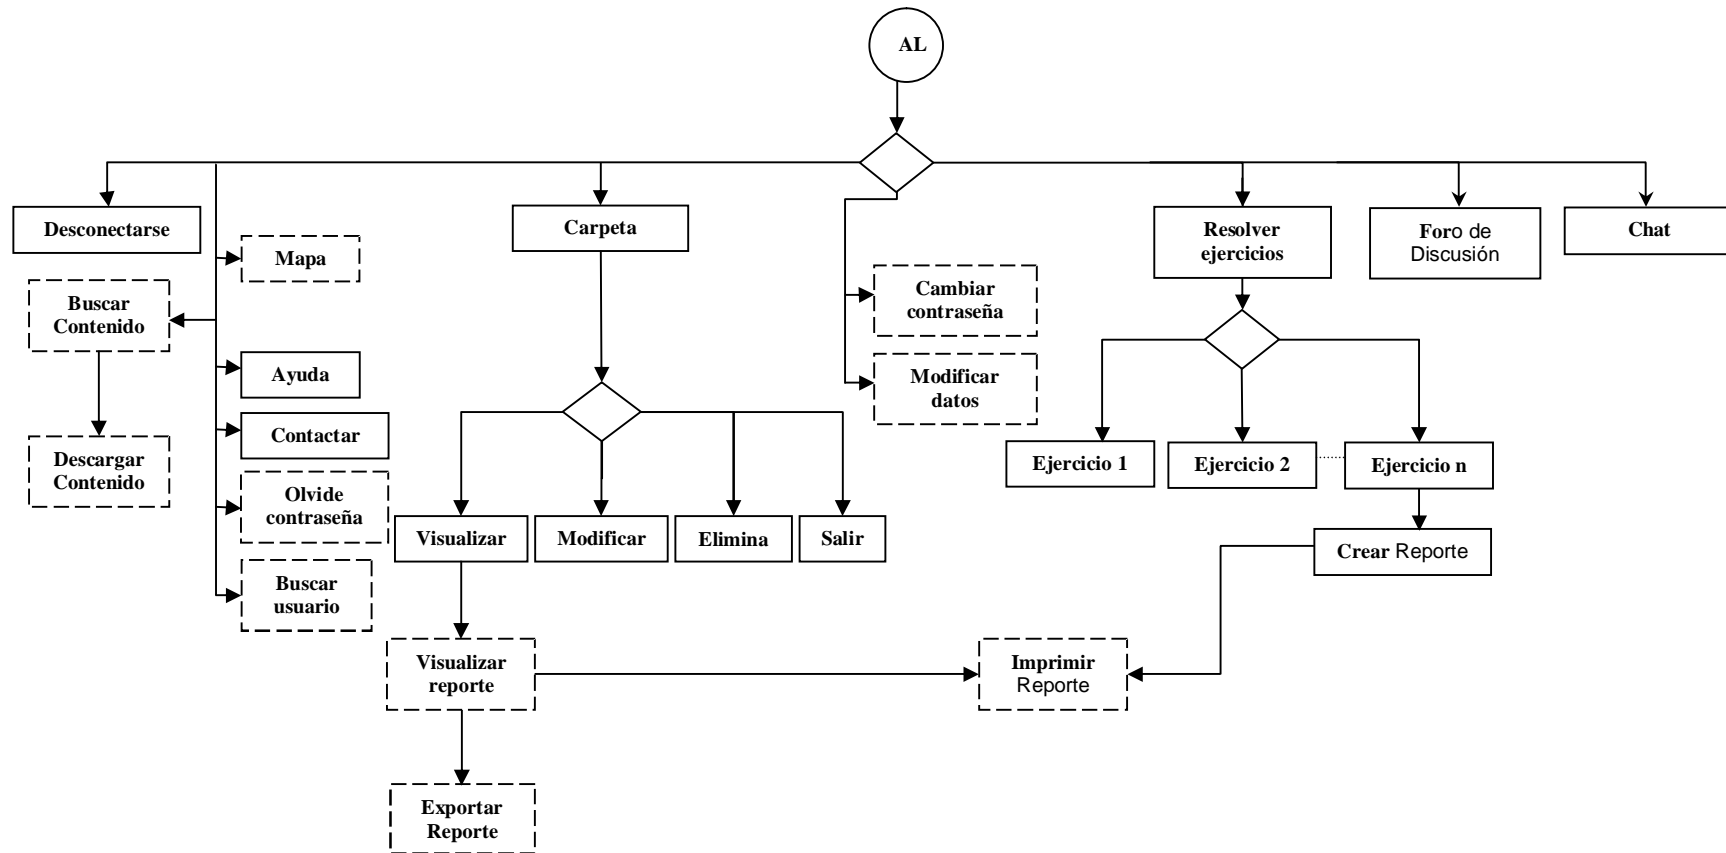 AL
Desconectarse
Carpeta
Resolver
ejercicios
Foro de
Discusión
Chat
Mapa
Buscar
Contenido
Cambiar
contraseña
Ayuda
Modificar
datos
Contactar
Descargar
Contenido
Ejercicio 1
Ejercicio 2
Ejercicio n
Olvide
contraseña
Visualizar
Modificar
Elimina
Salir
Crear Reporte
Buscar
usuario
Visualizar
reporte
Imprimir
Reporte
Exportar
Reporte